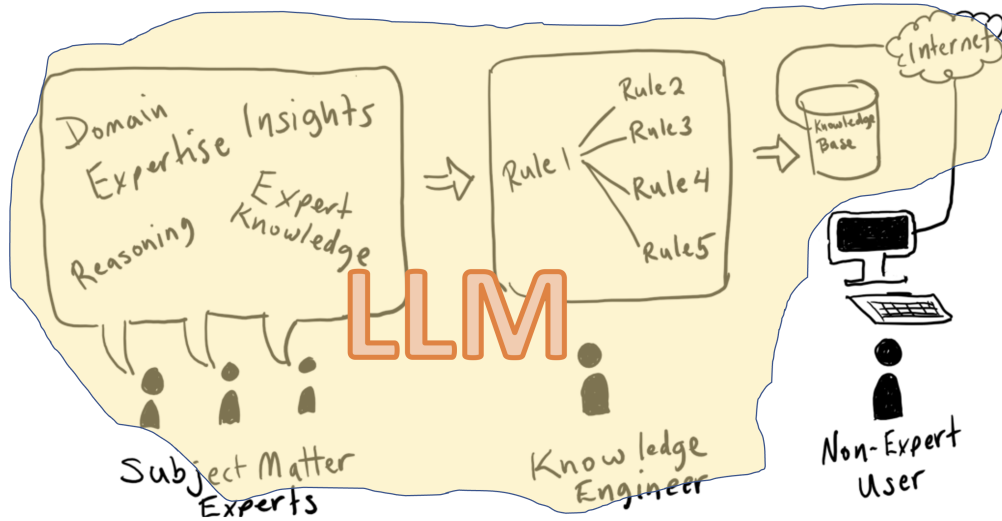 Domain
Expertise
Insights
Reasoning
Expert
Knowledge
Rule 1
Rule 2
Rule 3
Rule 4
Rule 5
Knowledge
Base
Internet
LLM
Subject Matter
Experts
Knowledge
Engineer
Non-Expert
User